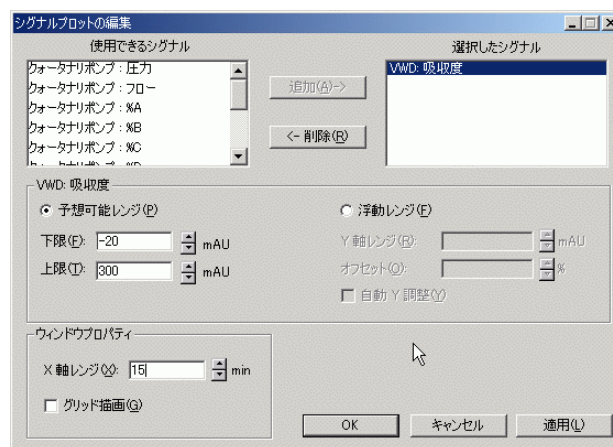 シグナルプロットの編集
使用できるシグナル
選択したシグナル
クォータナリポンプ : 圧力
クォータナリポンプ : フロー
クォータナリポンプ : %A
クォータナリポンプ : %B
クォータナリポンプ : %C
追加(A)->
<- 削除(R)
VWD: 吸収度
VWD: 吸収度
予想可能レンジ(P)
下限(F): -20 mAU
上限(T): 300 mAU
浮動レンジ(F)
Y 軸レンジ(R): mAU
オフセット(O): %
自動 Y 調整(Y)
ウィンドウプロパティ
X 軸レンジ(X): 15 min
グリッド描画(G)
OK
キャンセル
適用(L)